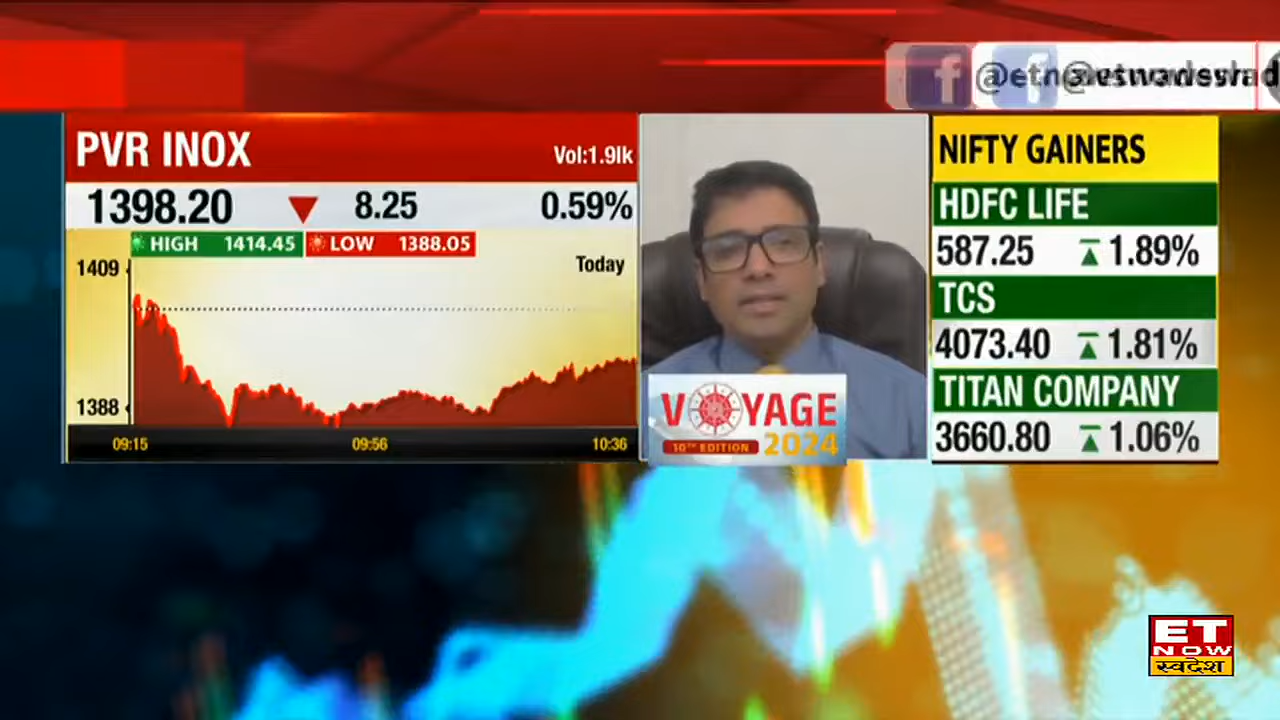 PVR INOX
Vol:1.9lk
1398.20 ▼ 8.25 0.59%
HIGH 1414.45 LOW 1388.05
Today
1409
1388
09:15 09:56 10:36
VOYAGE
10TH EDITION 2024
NIFTY GAINERS
HDFC LIFE
587.25 1.89%
TCS
4073.40 1.81%
TITAN COMPANY
3660.80 1.06%
ET
NOW
स्वदेश